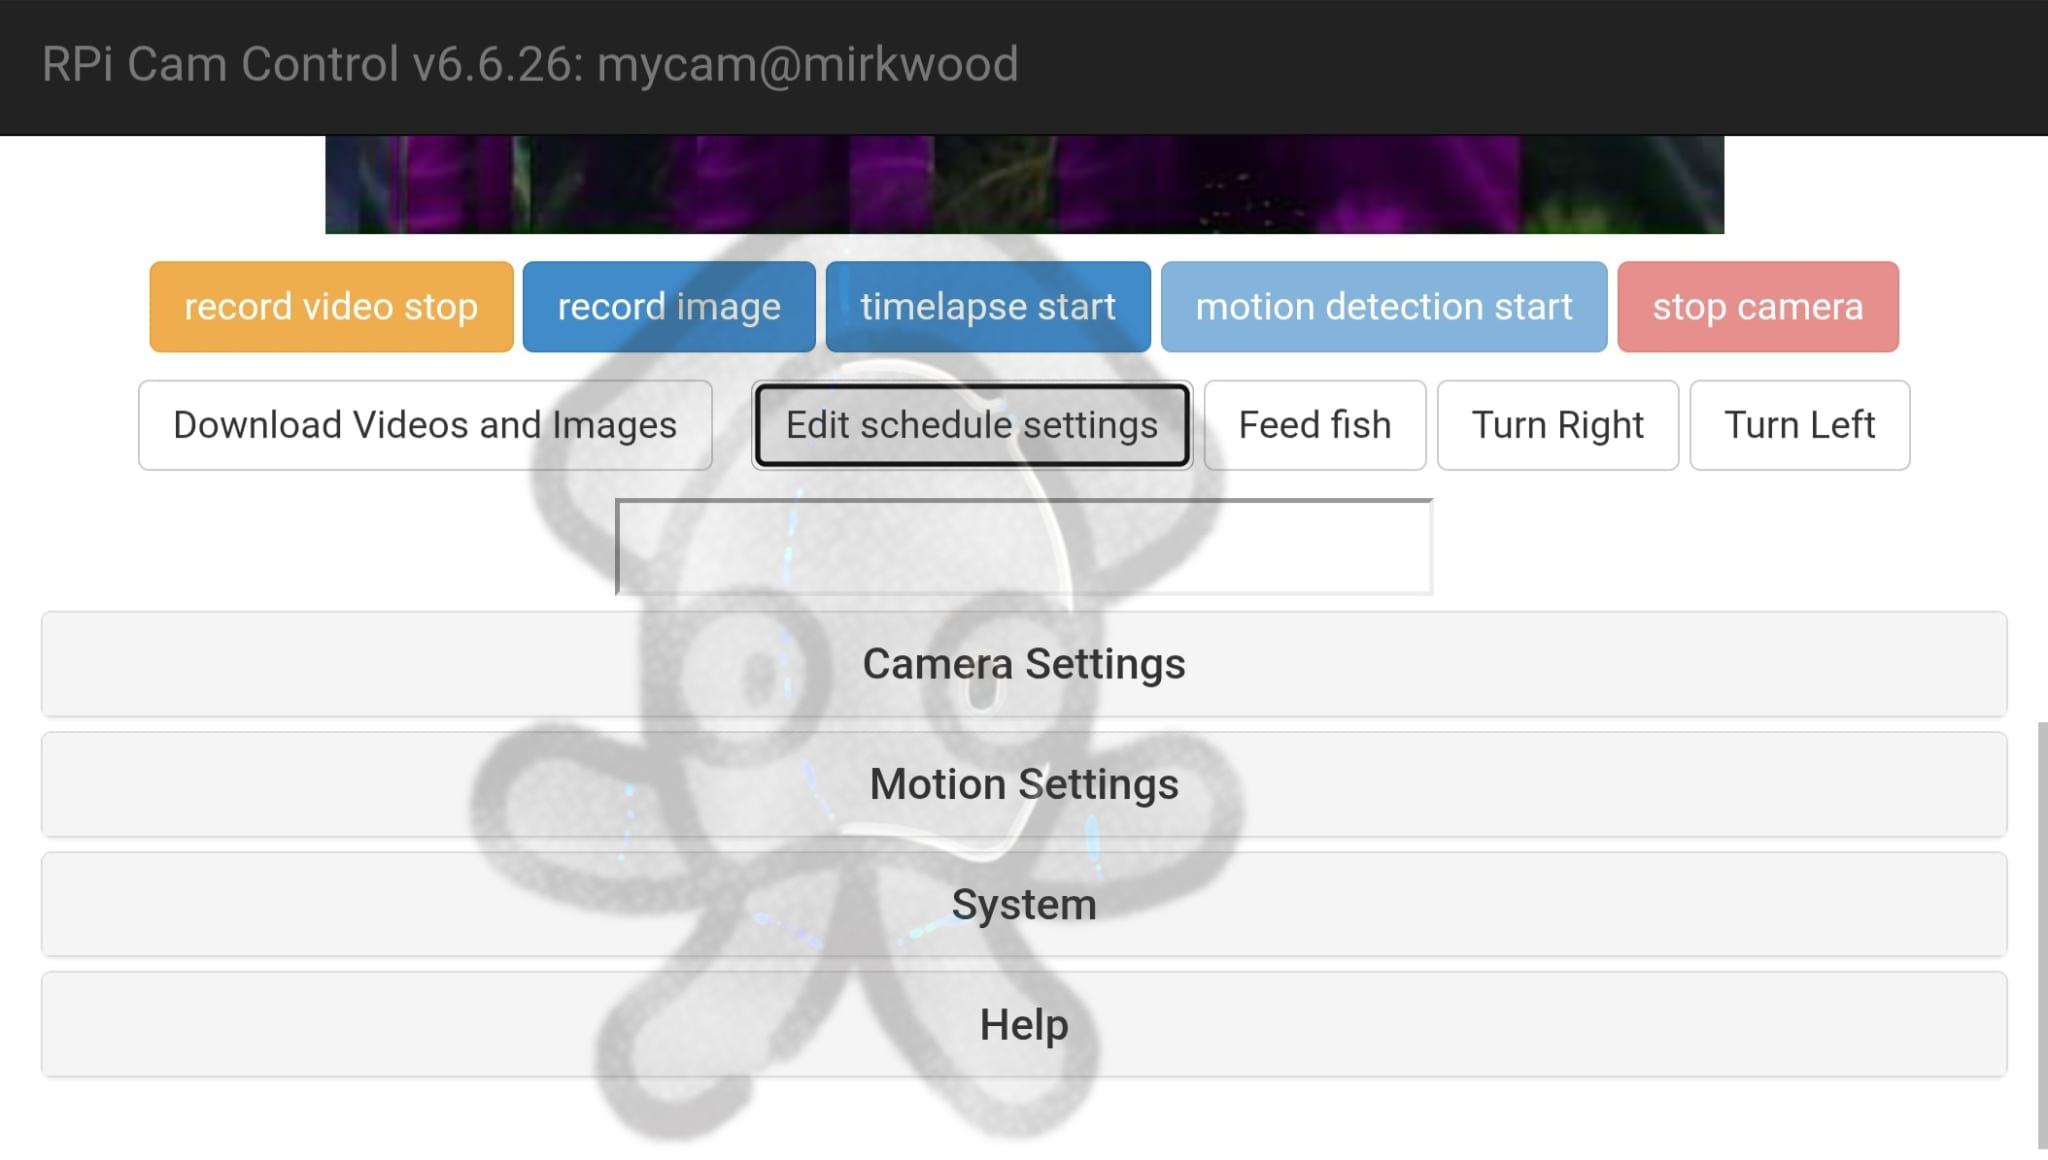 RPi Cam Control v6.6.26: mycam@mirkwood
record video stop record image timelapse start motion detection start stop camera
Download Videos and Images Edit schedule settings Feed fish Turn Right Turn Left
Camera Settings
Motion Settings
System
Help